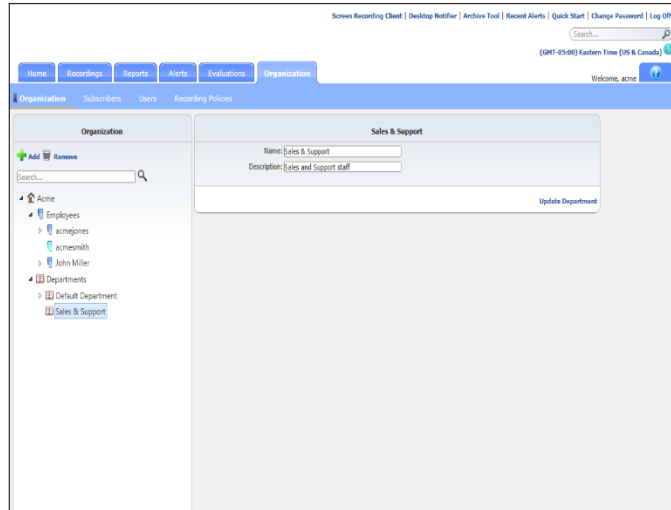 Screen Recording Client | Desktop Notifier | Archive Tool | Recent Alerts | Quick Start | Change Password | Log Off
Search...
(GMT-05:00) Eastern Time (US & Canada)
Home Recordings Reports Alerts Evaluations Organization
Welcome, acme
Organization Subscribers Users Recording Policies
Organization
Sales & Support
Add Remove
Name: Sales & Support
Description: Sales and Support staff
Search...
Update Department
Acme
Employees
acmejones
acmesmith
John Miller
Departments
Default Department
Sales & Support